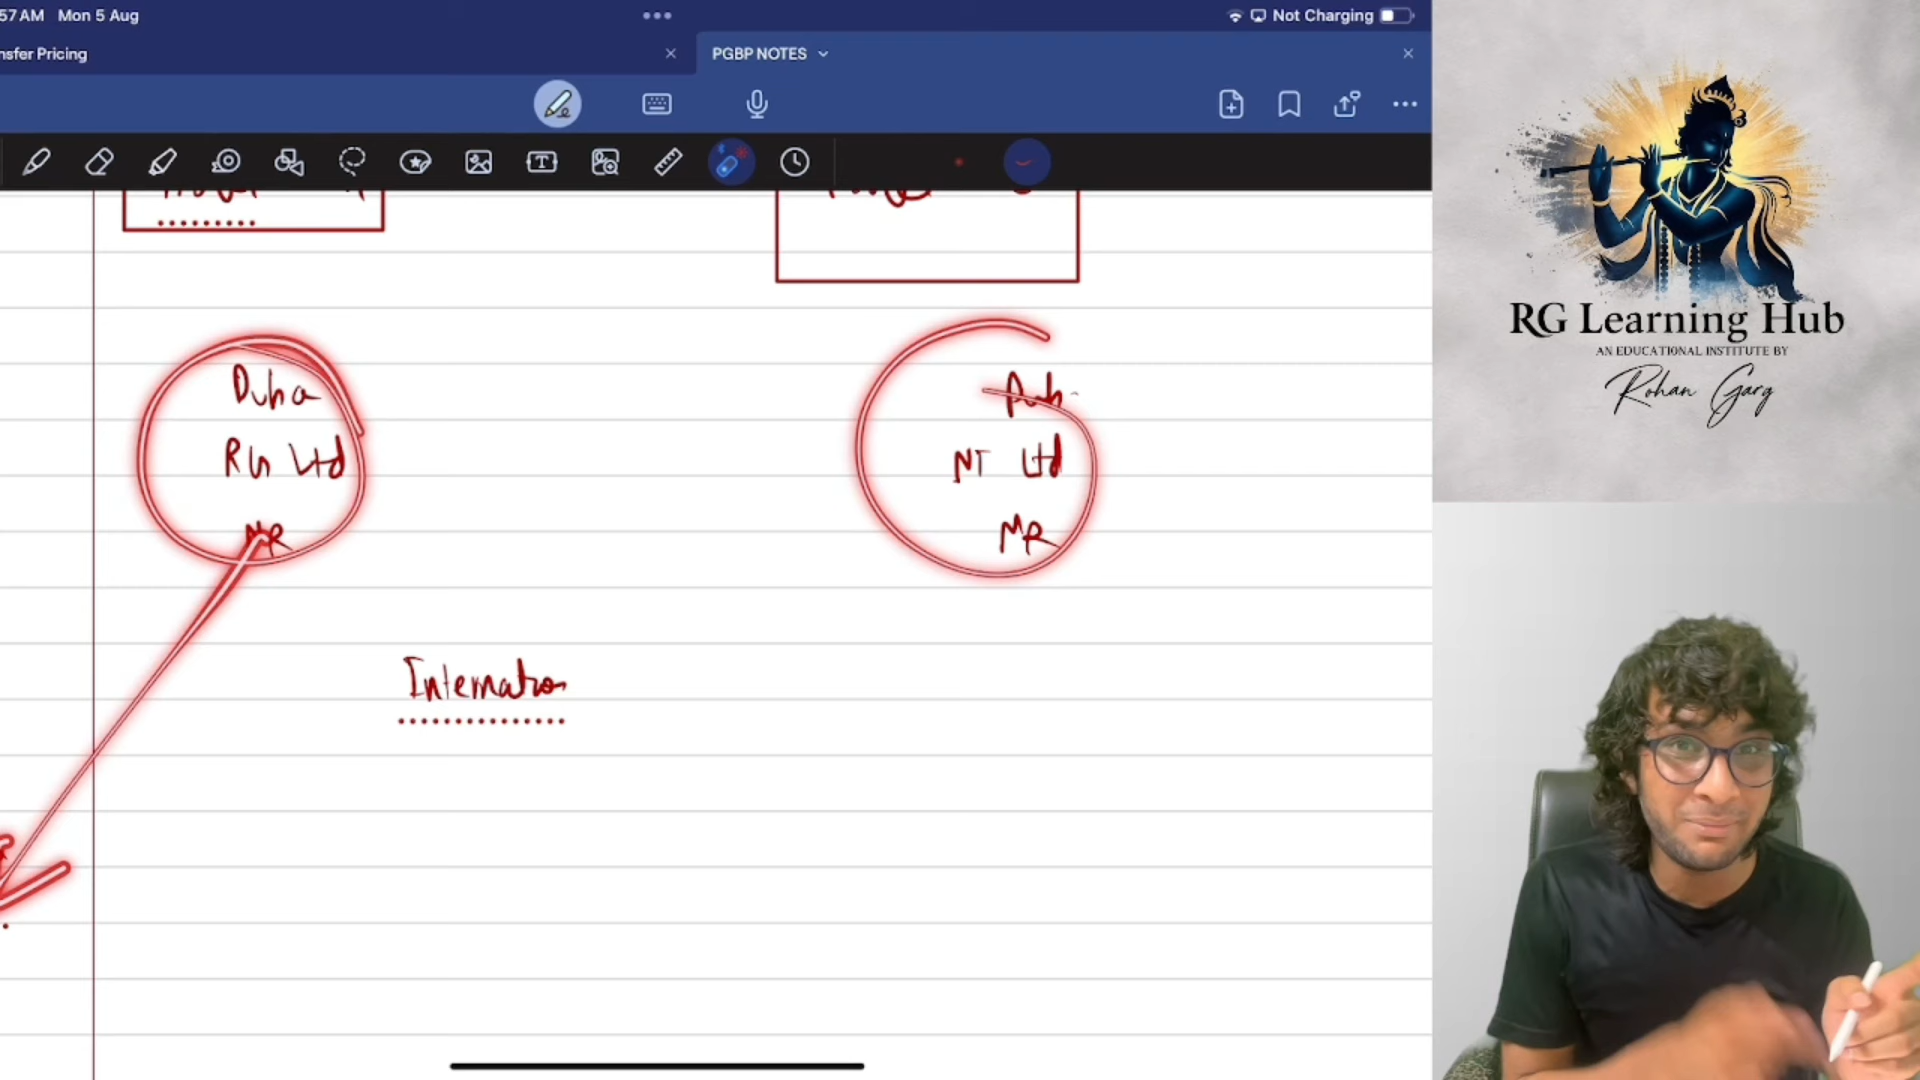 57 AM Mon 5 Aug
Not Charging
nsfer Pricing
PGBP NOTES
RG Learning Hub
AN EDUCATIONAL INSTITUTE BY
Rohan Garg
Duba
RG Ltd
NT Ltd
MR
MR
Internatio